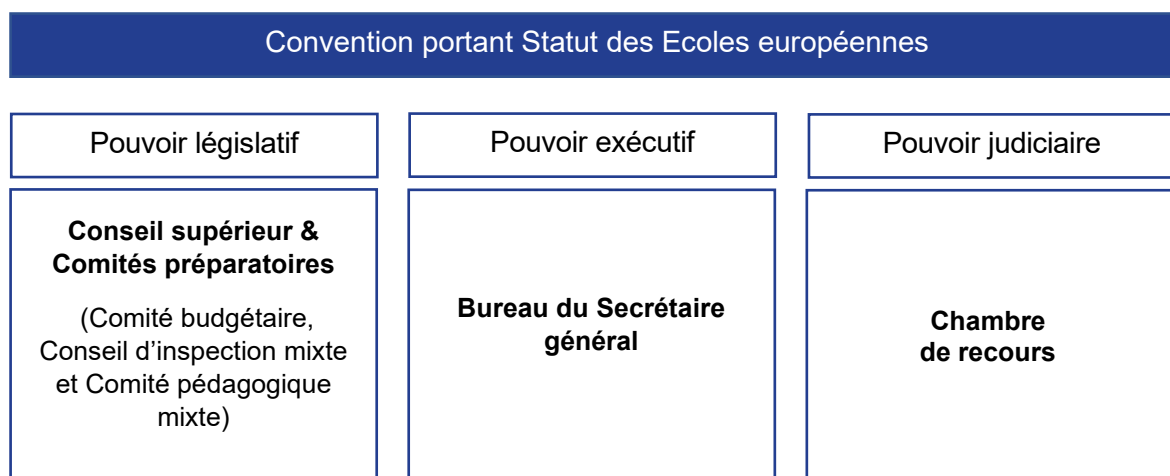 Convention portant Statut des Ecoles européennes
Pouvoir législatif
Pouvoir exécutif
Pouvoir judiciaire
Conseil supérieur &
Comités préparatoires
(Comité budgétaire,
Conseil d’inspection mixte
et Comité pédagogique
mixte)
Bureau du Secrétaire
général
Chambre
de recours